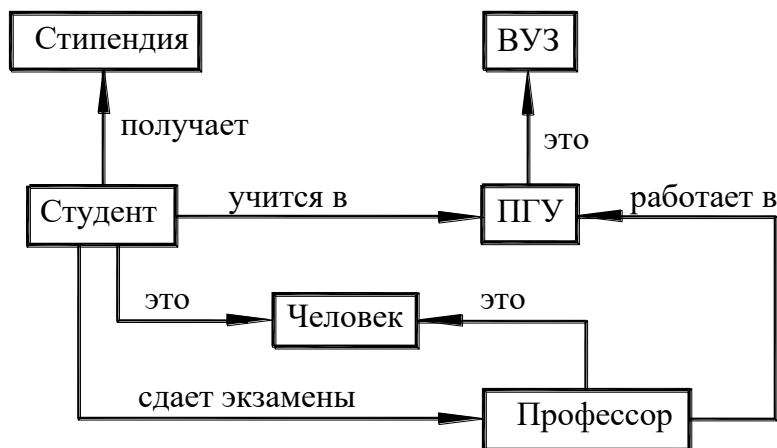 Стипендия
ВУЗ
получает
это
Студент
учится в
ПГУ
работает в
это
Человек
это
сдает экзамены
Профессор